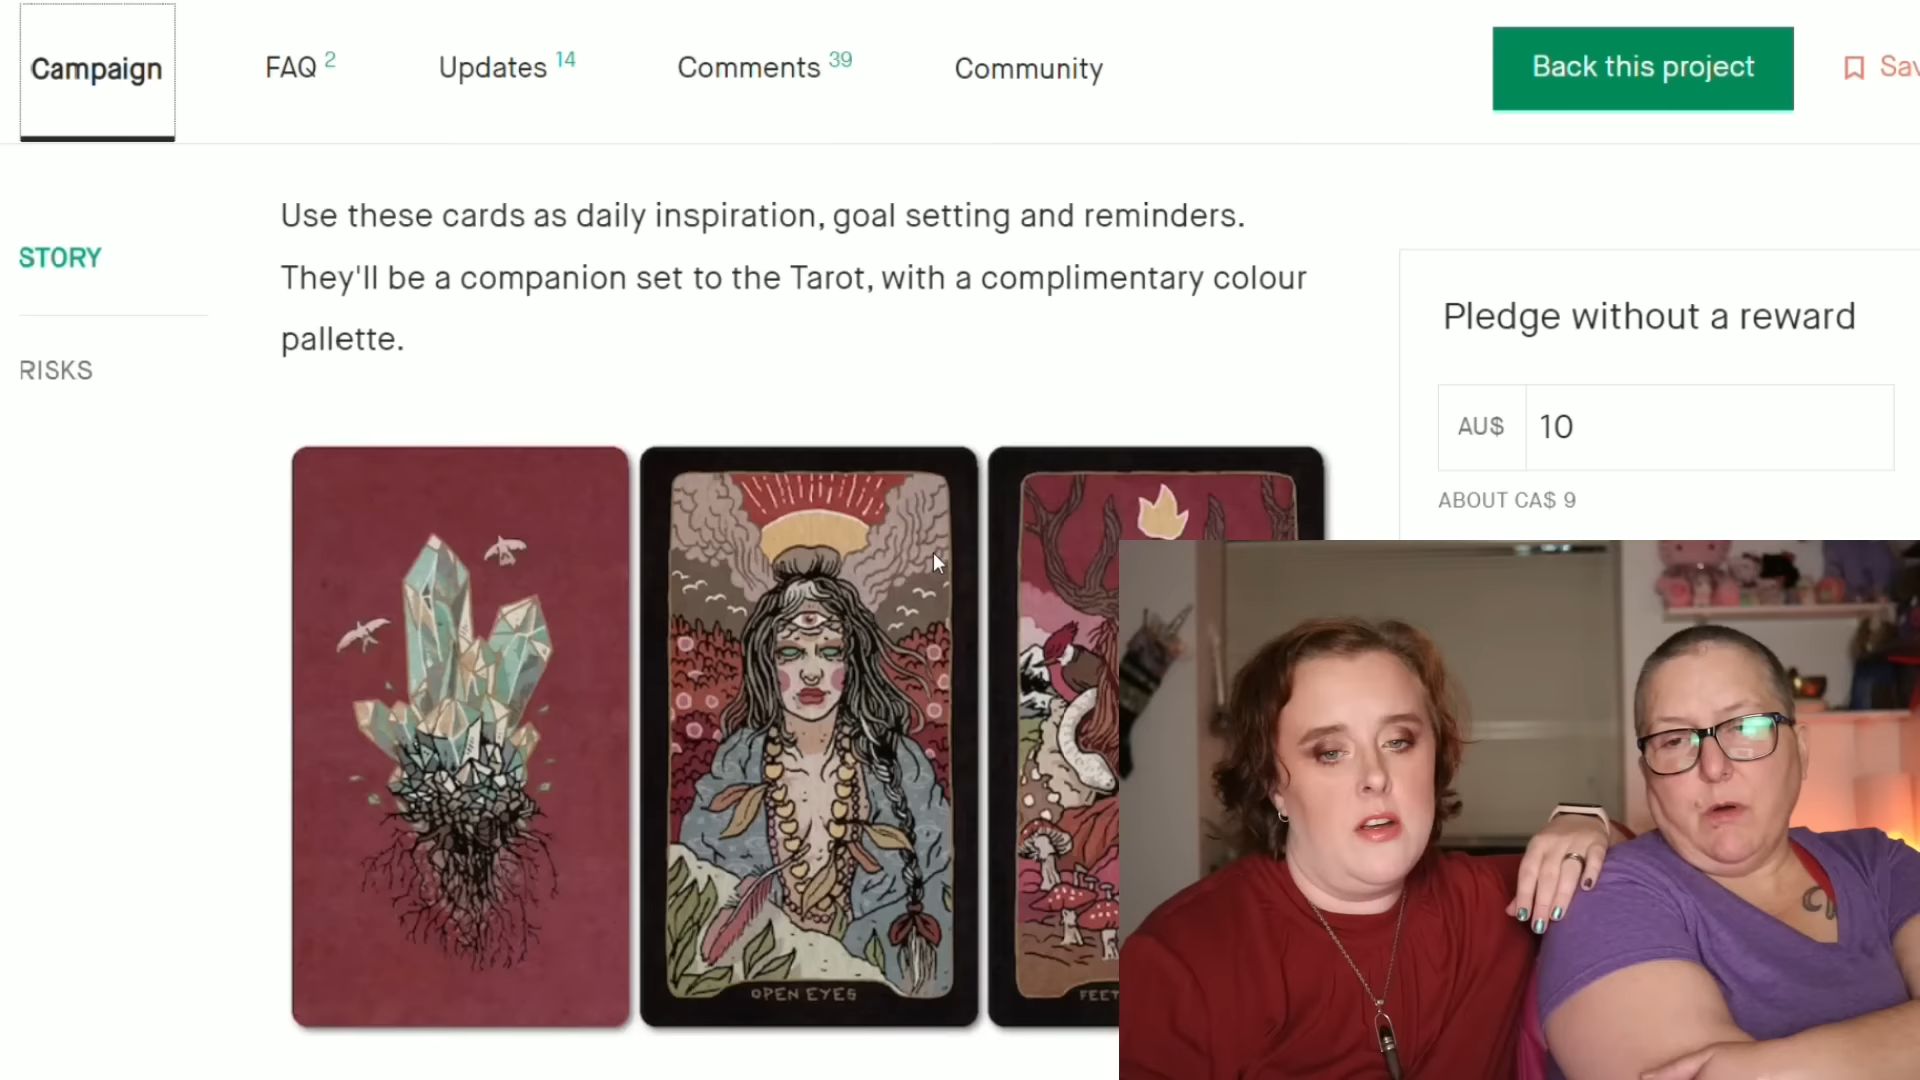 Campaign
FAQ 2
Updates 14
Comments 39
Community
Back this project
STORY
RISKS
Use these cards as daily inspiration, goal setting and reminders.
They'll be a companion set to the Tarot, with a complimentary colour
pallette.
Pledge without a reward
AU$ 10
ABOUT CA$ 9
OPEN EYES